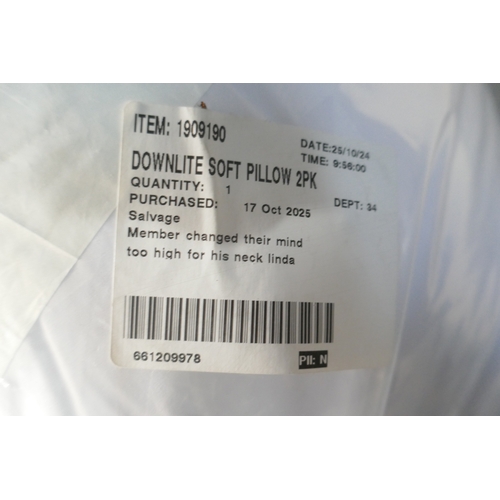 ITEM: 1909190
DATE:25/10/24
TIME: 9:56:00
DOWNLITE SOFT PILLOW 2PK
QUANTITY: 1
DEPT: 34
PURCHASED: 17 Oct 2025
Salvage
Member changed their mind
too high for his neck linda
661209978
PII: N